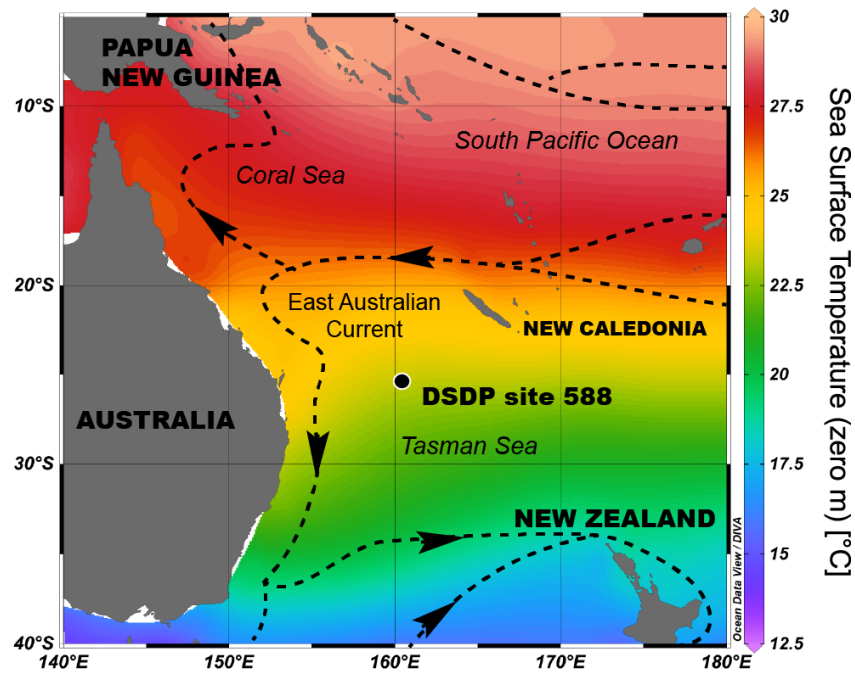 PAPUA
NEW GUINEA
South Pacific Ocean
Coral Sea
East Australian
Current
NEW CALEDONIA
DSDP site 588
AUSTRALIA
Tasman Sea
NEW ZEALAND
10°S
20°S
30°S
40°S
140°E
150°E
160°E
170°E
180°E
Ocean Data View / DIVA
30
27.5
25
22.5
20
17.5
15
12.5
Sea Surface Temperature (zero m) [°C]